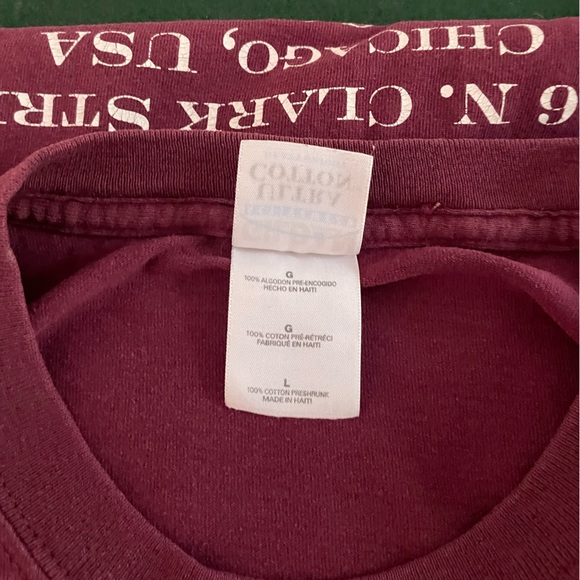 6 N. CLARK STR
CHICAGO, USA
ULTRA
COTTON
G
100% ALGODON PRE-ENCOGIDO
HECHO EN HAITI
G
100% COTON PRÉ-RÉTRÉCI
FABRIQUÉ EN HAITI
L
100% COTTON PRESHRUNK
MADE IN HAITI